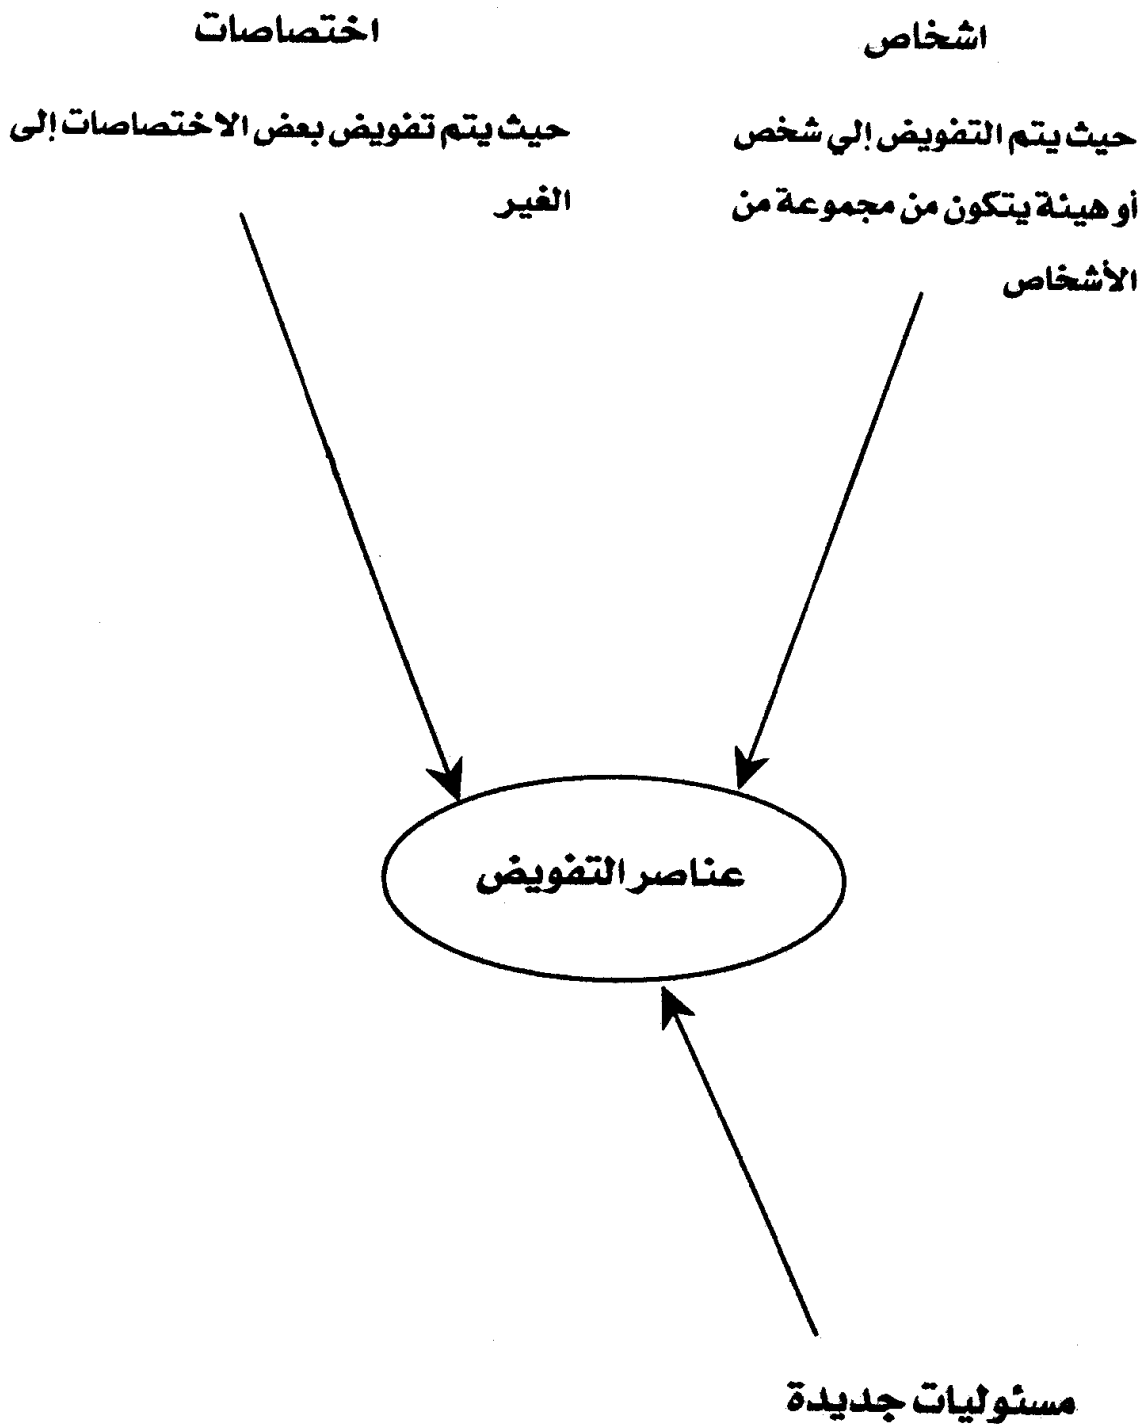 اشخاص
حيث يتم التفويض إلي شخص
أو هيئة يتكون من مجموعة من
الأشخاص
اختصاصات
حيث يتم تفويض بعض الاختصاصات إلى
الغير
عناصر التفويض
مسئوليات جديدة